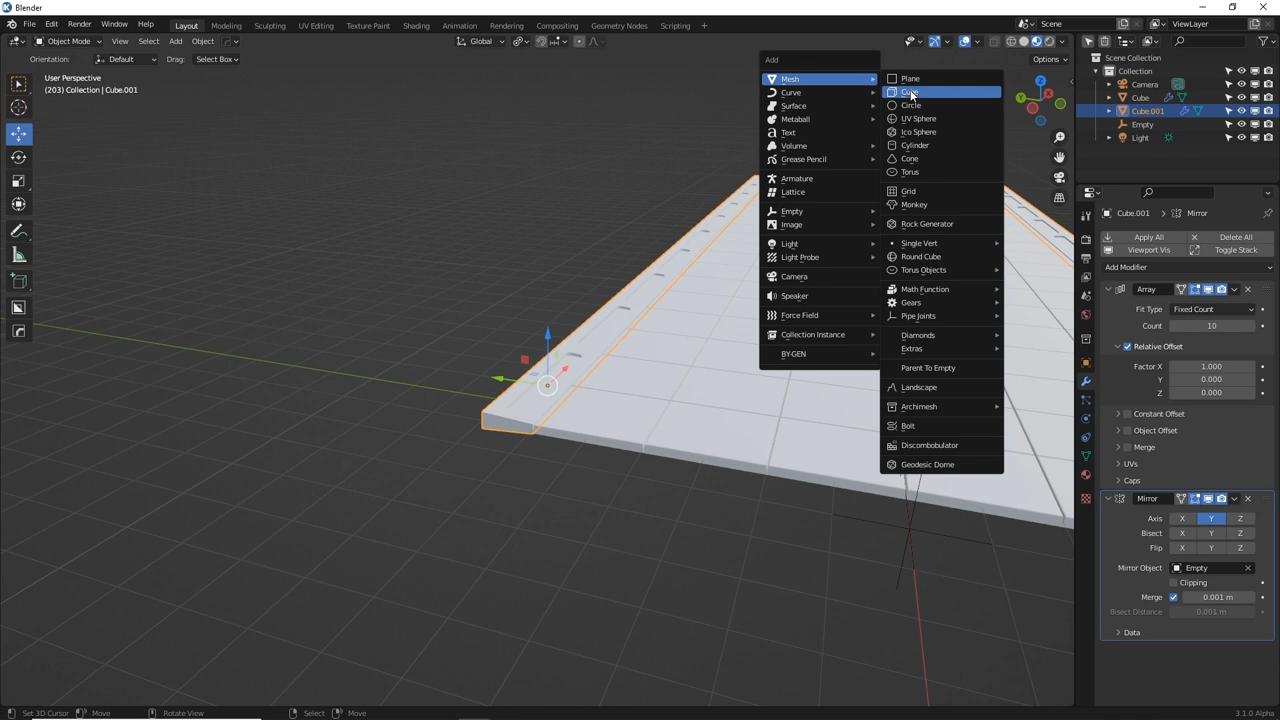 Blender
File Edit Render Window Help Layout Modeling Sculpting UV Editing Texture Paint Shading Animation Rendering Compositing Geometry Nodes Scripting + Scene ViewLayer
Object Mode View Select Add Object Global
Orientation: Default Drag: Select Box Options
User Perspective
(203) Collection | Cube.001
Add
Mesh
Curve
Surface
Metaball
Text
Volume
Grease Pencil
Armature
Lattice
Empty
Image
Light
Light Probe
Camera
Speaker
Force Field
Collection Instance
BY-GEN
Plane
Cube
Circle
UV Sphere
Ico Sphere
Cylinder
Cone
Torus
Grid
Monkey
Rock Generator
Single Vert
Round Cube
Torus Objects
Math Function
Gears
Pipe Joints
Diamonds
Extras
Parent To Empty
Landscape
Archimesh
Bolt
Discombobulator
Geodesic Dome
Z
Y
X
Scene Collection
Collection
Camera
Cube
Cube.001
Empty
Light
Cube.001 Mirror
Apply All Delete All
Viewport Vis Toggle Stack
Add Modifier
Array
Fit Type Fixed Count
Count 10
Relative Offset
Factor X 1.000
Y 0.000
Z 0.000
Constant Offset
Object Offset
Merge
UVs
Caps
Mirror
Axis X Y Z
Bisect X Y Z
Flip X Y Z
Mirror Object Empty
Clipping
Merge 0.001 m
Bisect Distance 0.001 m
Data
Set 3D Cursor Move Rotate View Select Move 3.1.0 Alpha